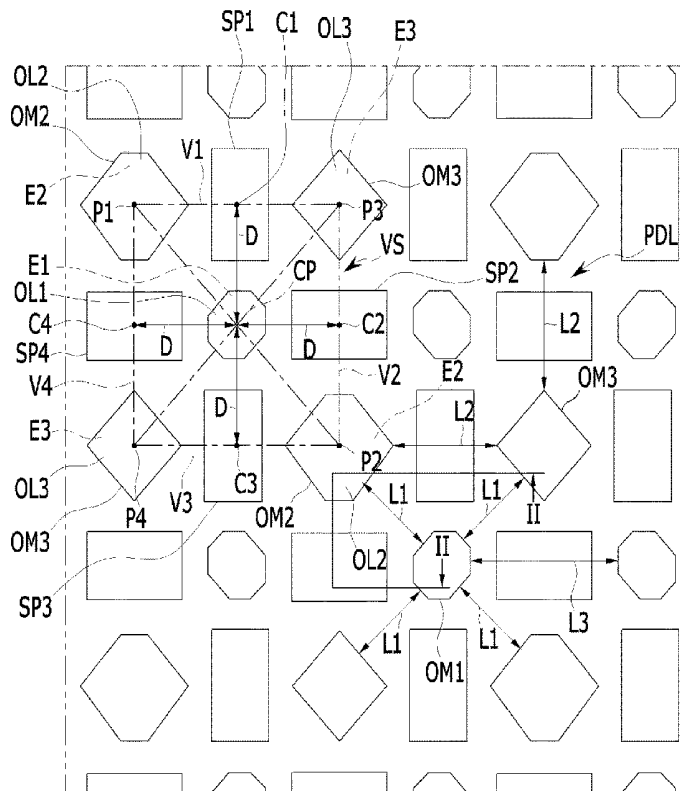 SP1 C1 OL3 E3
OL2
OM2
V1
OM3
E2
P1
P3
D
VS
PDL
E1
CP
SP2
OL1
C4
C2
L2
SP4
D
D
OM3
V4
D
V2
E2
E3
L2
C3
P2
OL3
V3
L1
L1
P4
OM2
II
OM3
II
OL2
SP3
L3
L1
L1
OM1